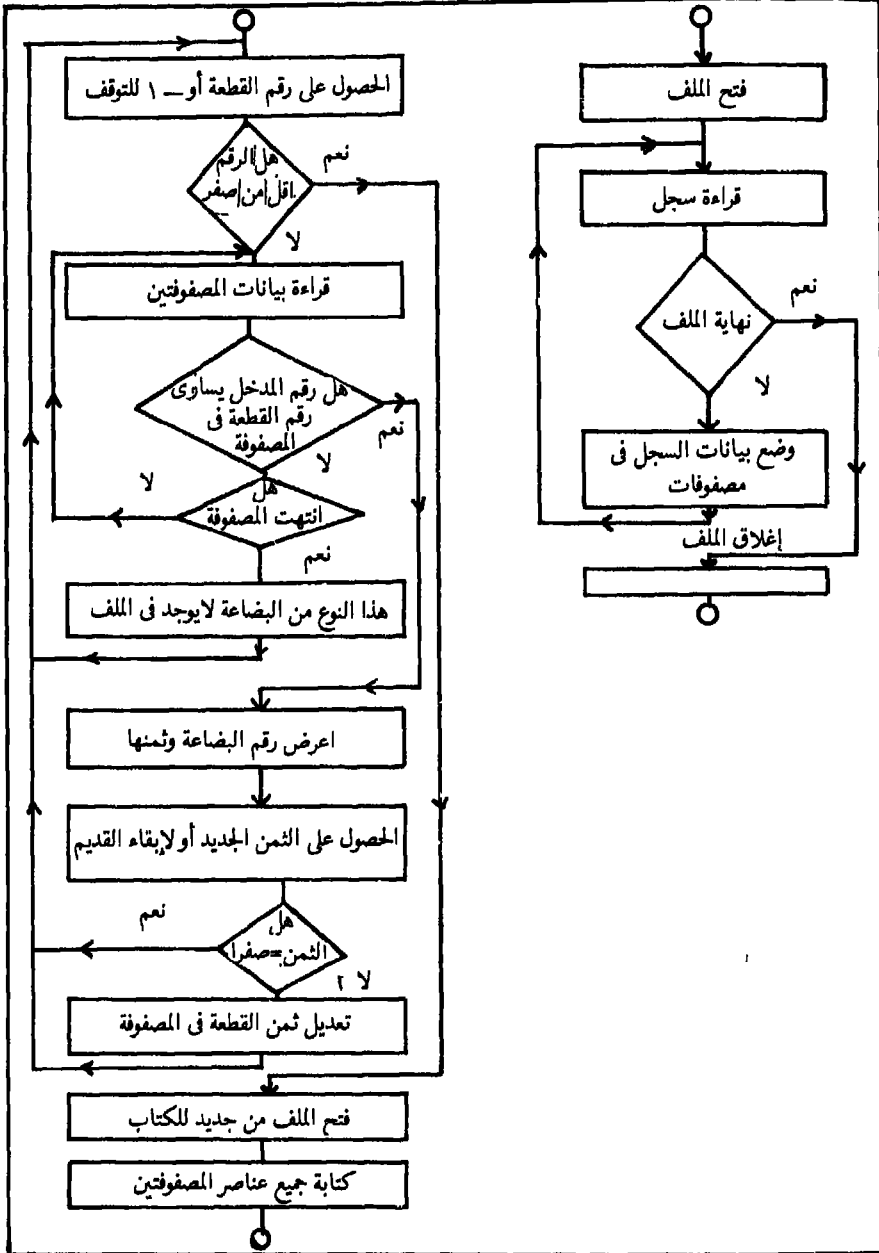 فتح الملف
قراءة سجل
نهاية الملف
نعم
لا
وضع بيانات السجل فى
مصفوفات
إغلاق الملف
الحصول على رقم القطعة أو — ١ للتوقف
هل الرقم
اقل من صفر
نعم
لا
قراءة بيانات المصفوفتين
هل رقم المدخل يساوى
رقم القطعة فى
المصفوفة
نعم
لا
هل
انتهت المصفوفة
لا
نعم
هذا النوع من البضاعة لايوجد فى الملف
اعرض رقم البضاعة وثمنها
الحصول على الثمن الجديد أو لإبقاء القديم
هل
الثمن=صفرا
نعم
لا ٢
تعديل ثمن القطعة فى المصفوفة
فتح الملف من جديد للكتاب
كتابة جميع عناصر المصفوفتين